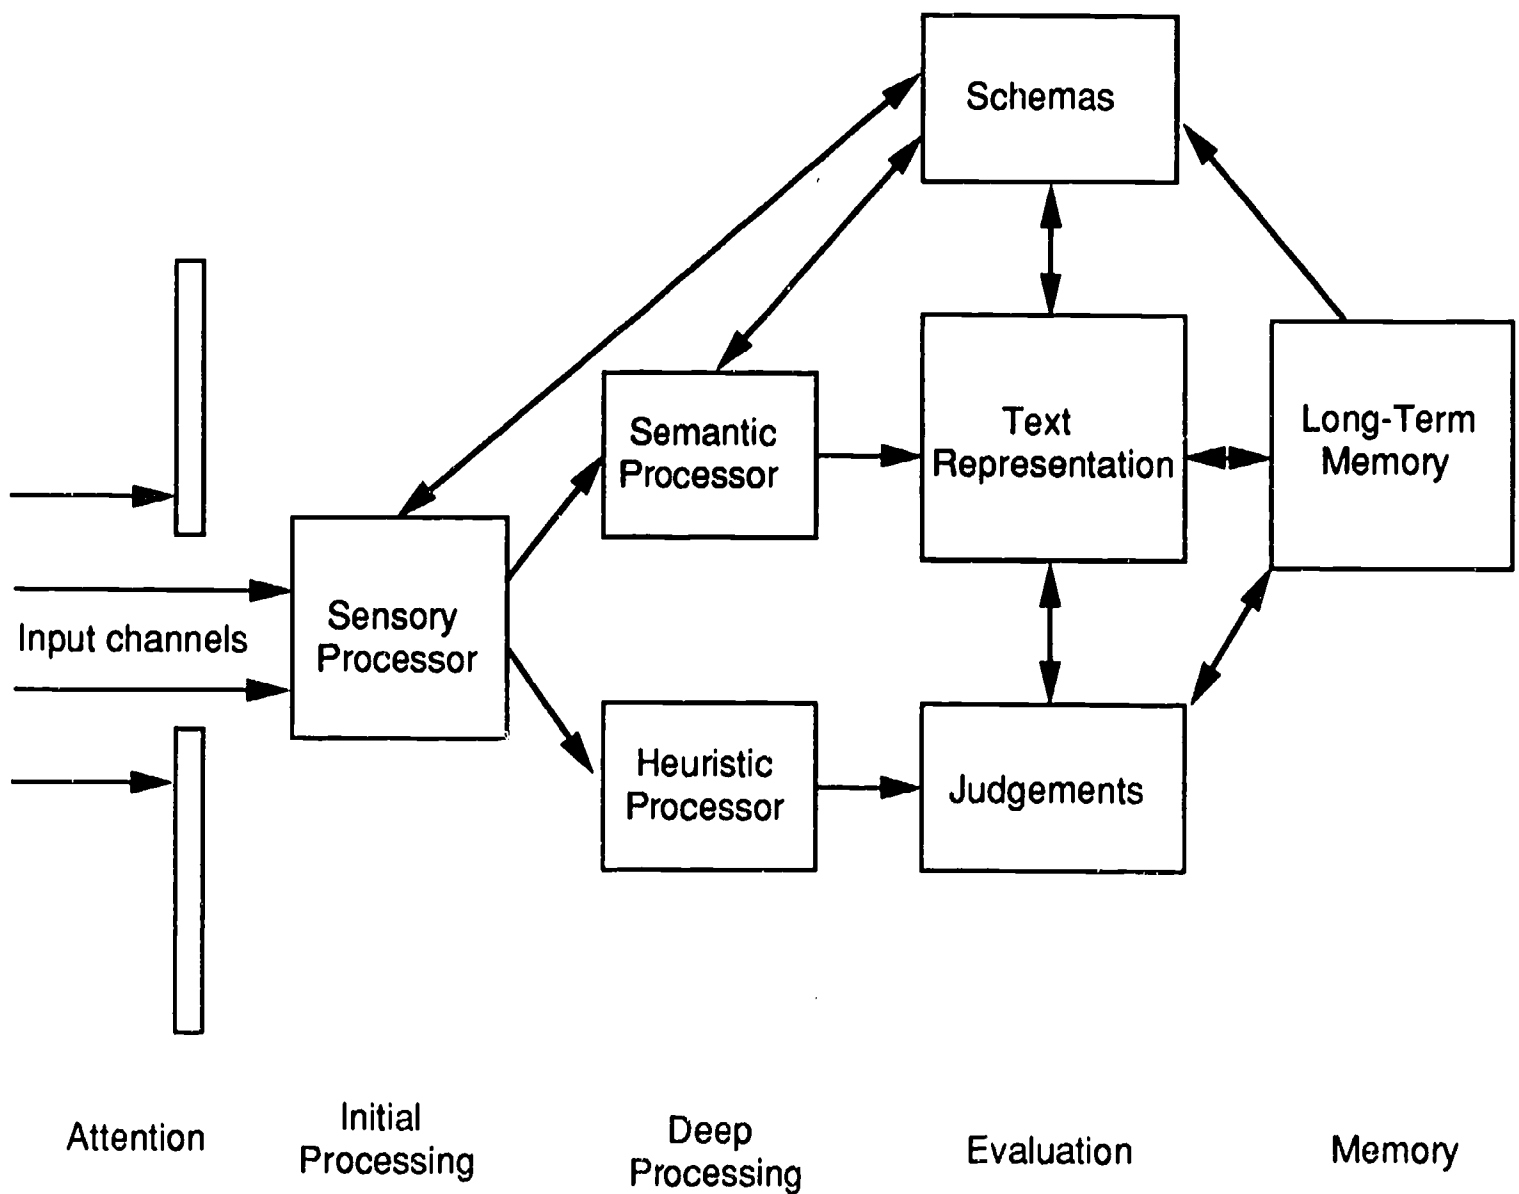 Schemas
Semantic
Processor
Text
Representation
Long-Term
Memory
Input channels
Sensory
Processor
Heuristic
Processor
Judgements
Attention
Initial
Processing
Deep
Processing
Evaluation
Memory